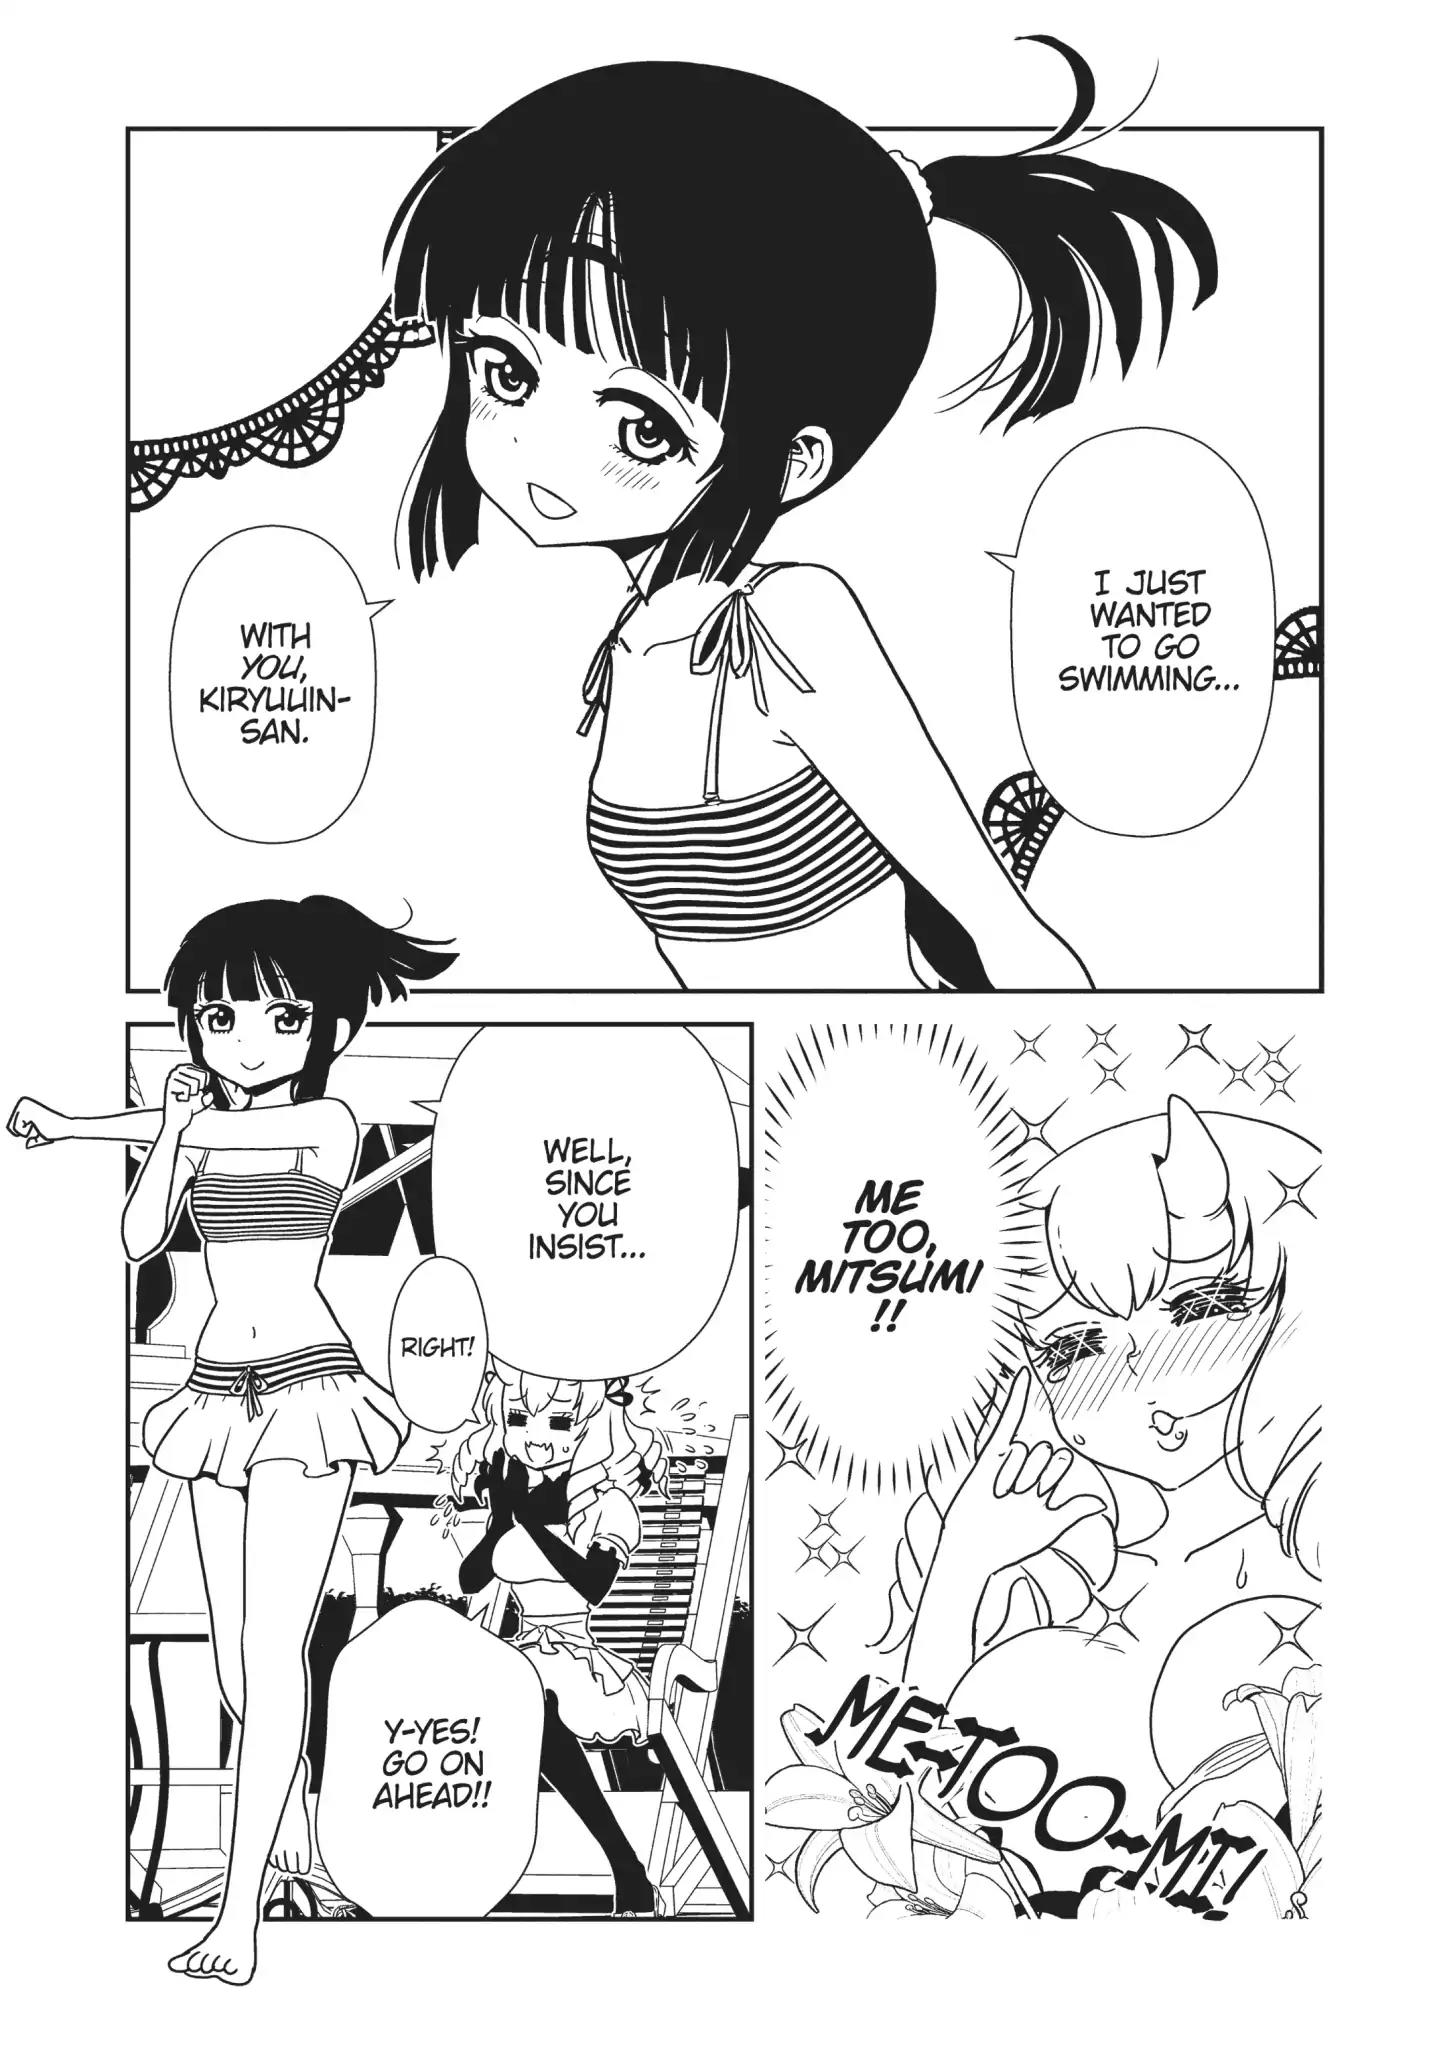 I JUST
WANTED
TO GO
SWIMMING...
WITH
YOU,
KIRYUUIN-
SAN.
ME
TOO,
MITSUMI
!!
ME-TOO-MI!
WELL,
SINCE
YOU
INSIST...
RIGHT!
Y-YES!
GO ON
AHEAD!!